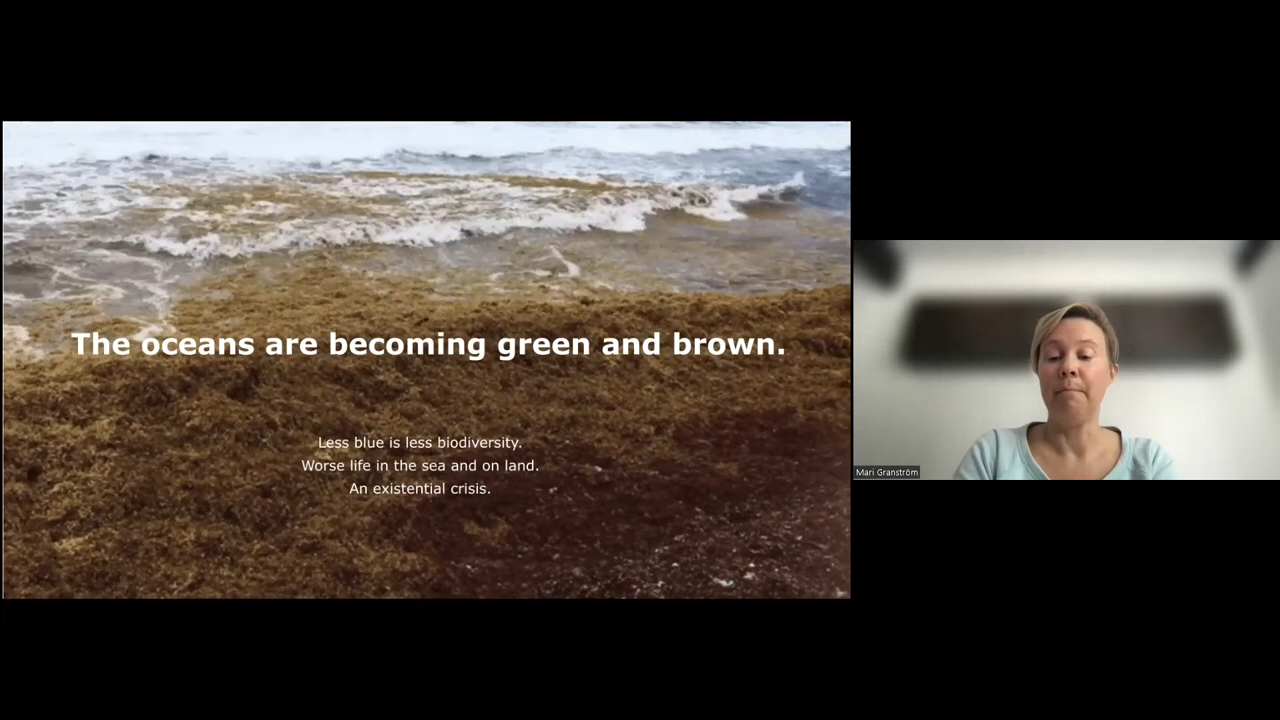 The oceans are becoming green and brown.
Less blue is less biodiversity.
Worse life in the sea and on land.
An existential crisis.
Mari Granström